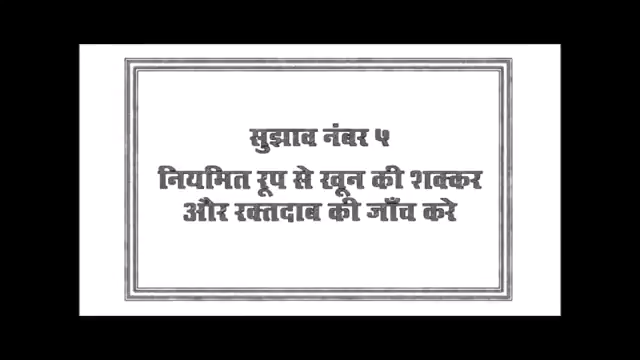 सुझाव नंबर ५
नियमित रूप से खून की शक्कर
और रक्तदाब की जाँच करे